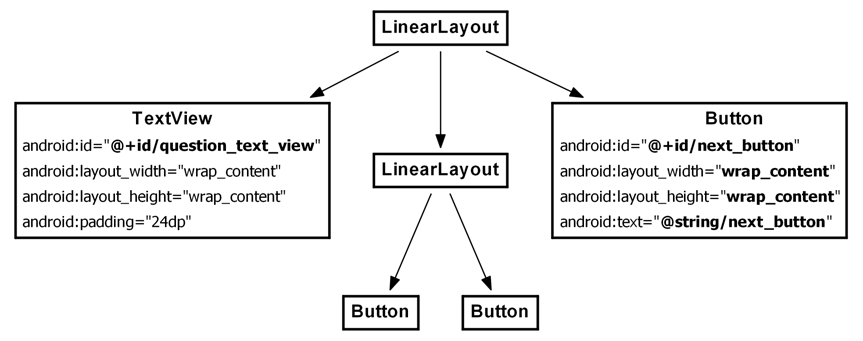 LinearLayout
TextView
android:id="@+id/question_text_view"
android:layout_width="wrap_content"
android:layout_height="wrap_content"
android:padding="24dp"
LinearLayout
Button
android:id="@+id/next_button"
android:layout_width="wrap_content"
android:layout_height="wrap_content"
android:text="@string/next_button"
Button
Button